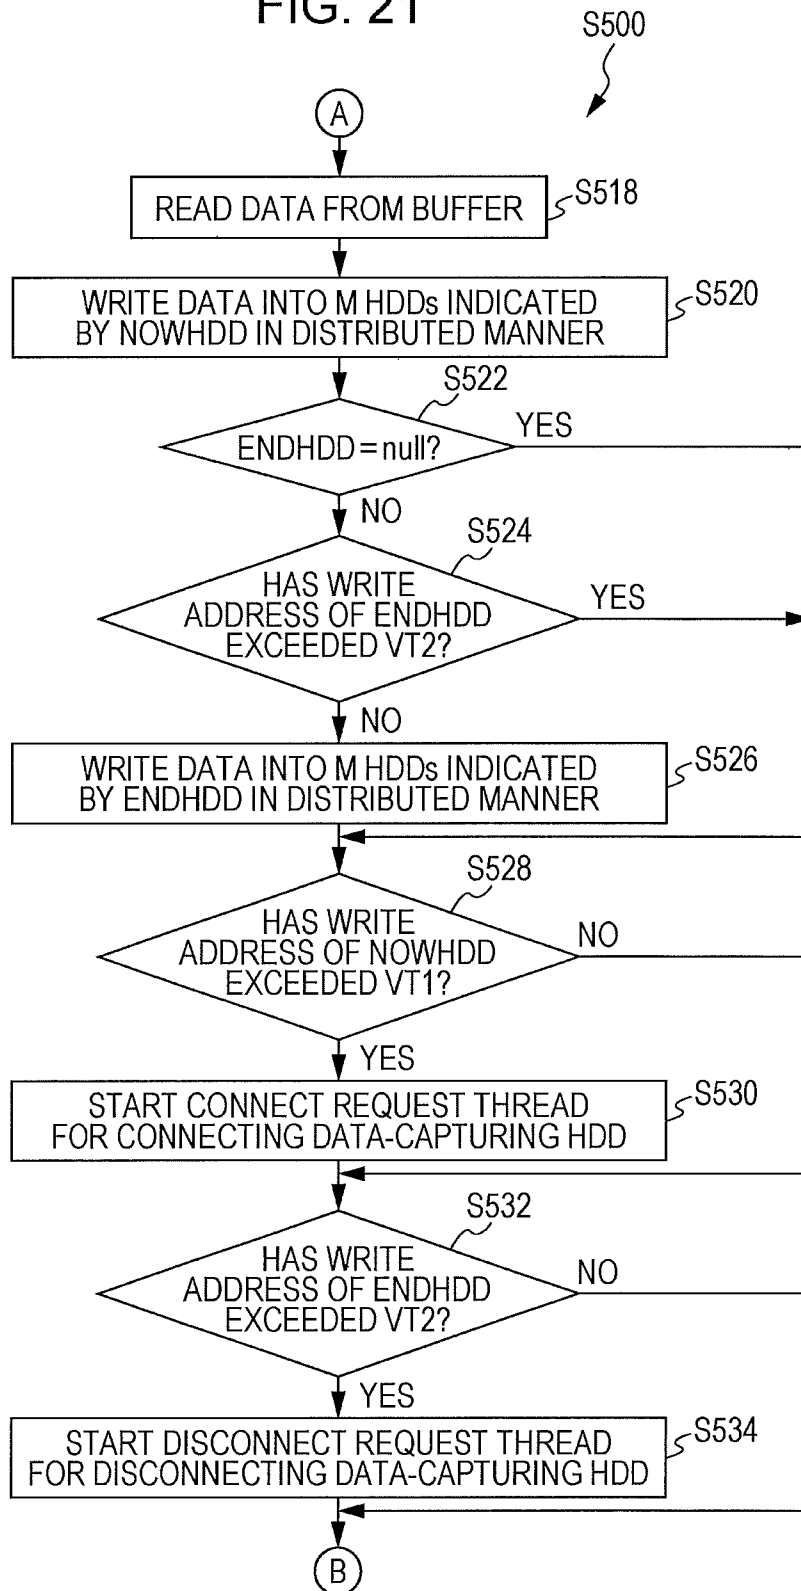 FIG. 21
S500
A
READ DATA FROM BUFFER
S518
WRITE DATA INTO M HDDs INDICATED
BY NOWHDD IN DISTRIBUTED MANNER
S520
S522
ENDHDD=null?
YES
NO
S524
HAS WRITE
ADDRESS OF ENDHDD
EXCEEDED VT2?
YES
NO
WRITE DATA INTO M HDDs INDICATED
BY ENDHDD IN DISTRIBUTED MANNER
S526
S528
HAS WRITE
ADDRESS OF NOWHDD
EXCEEDED VT1?
NO
YES
START CONNECT REQUEST THREAD
FOR CONNECTING DATA-CAPTURING HDD
S530
S532
HAS WRITE
ADDRESS OF ENDHDD
EXCEEDED VT2?
NO
YES
START DISCONNECT REQUEST THREAD
FOR DISCONNECTING DATA-CAPTURING HDD
S534
B